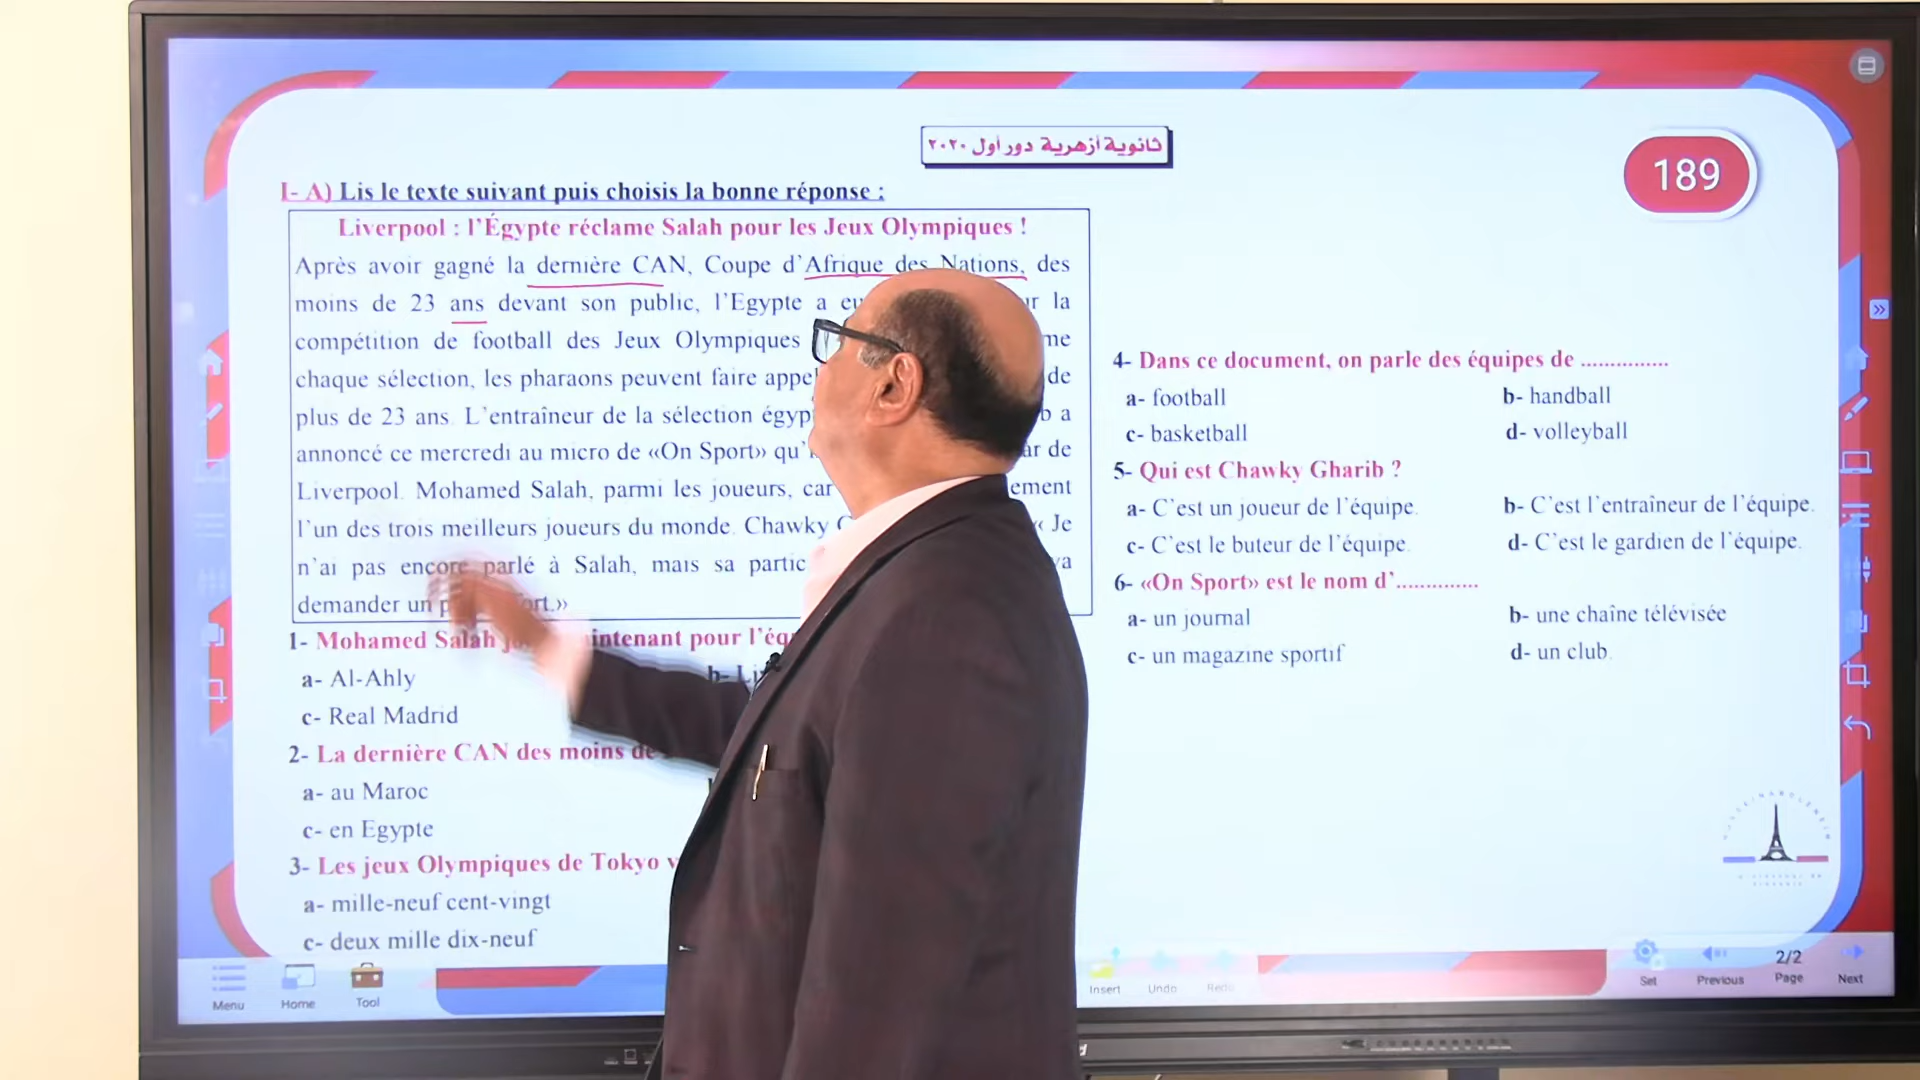 ثانوية أزهرية دور أول ٢٠٢٠
189
I- A) Lis le texte suivant puis choisis la bonne réponse :
Liverpool : l’Égypte réclame Salah pour les Jeux Olympiques !
Après avoir gagné la dernière CAN, Coupe d’Afrique des Nations, des
moins de 23 ans devant son public, l’Egypte a la
compétition de football des Jeux Olympiques
chaque sélection, les pharaons peuvent faire de
plus de 23 ans. L’entraîneur de la sélection a
annoncé ce mercredi au micro de «On Sport» de
Liverpool. Mohamed Salah, parmi les joueurs, car
l’un des trois meilleurs joueurs du monde. Chawky « Je
n’ai pas encore parlé à Salah, mais sa
demander un
1- Mohamed Salah pour
a- Al-Ahly
c- Real Madrid
2- La dernière CAN des moins de
a- au Maroc
c- en Egypte
3- Les jeux Olympiques de Tokyo
a- mille-neuf cent-vingt
c- deux mille dix-neuf
4- Dans ce document, on parle des équipes de ...............
a- football b- handball
c- basketball d- volleyball
5- Qui est Chawky Gharib ?
a- C’est un joueur de l’équipe. b- C’est l’entraîneur de l’équipe.
c- C’est le buteur de l’équipe. d- C’est le gardien de l’équipe.
6- «On Sport» est le nom d’..............
a- un journal b- une chaîne télévisée
c- un magazine sportif d- un club.
Menu Home Tool Insert Undo Redo Set Previous 2/2 Page Next